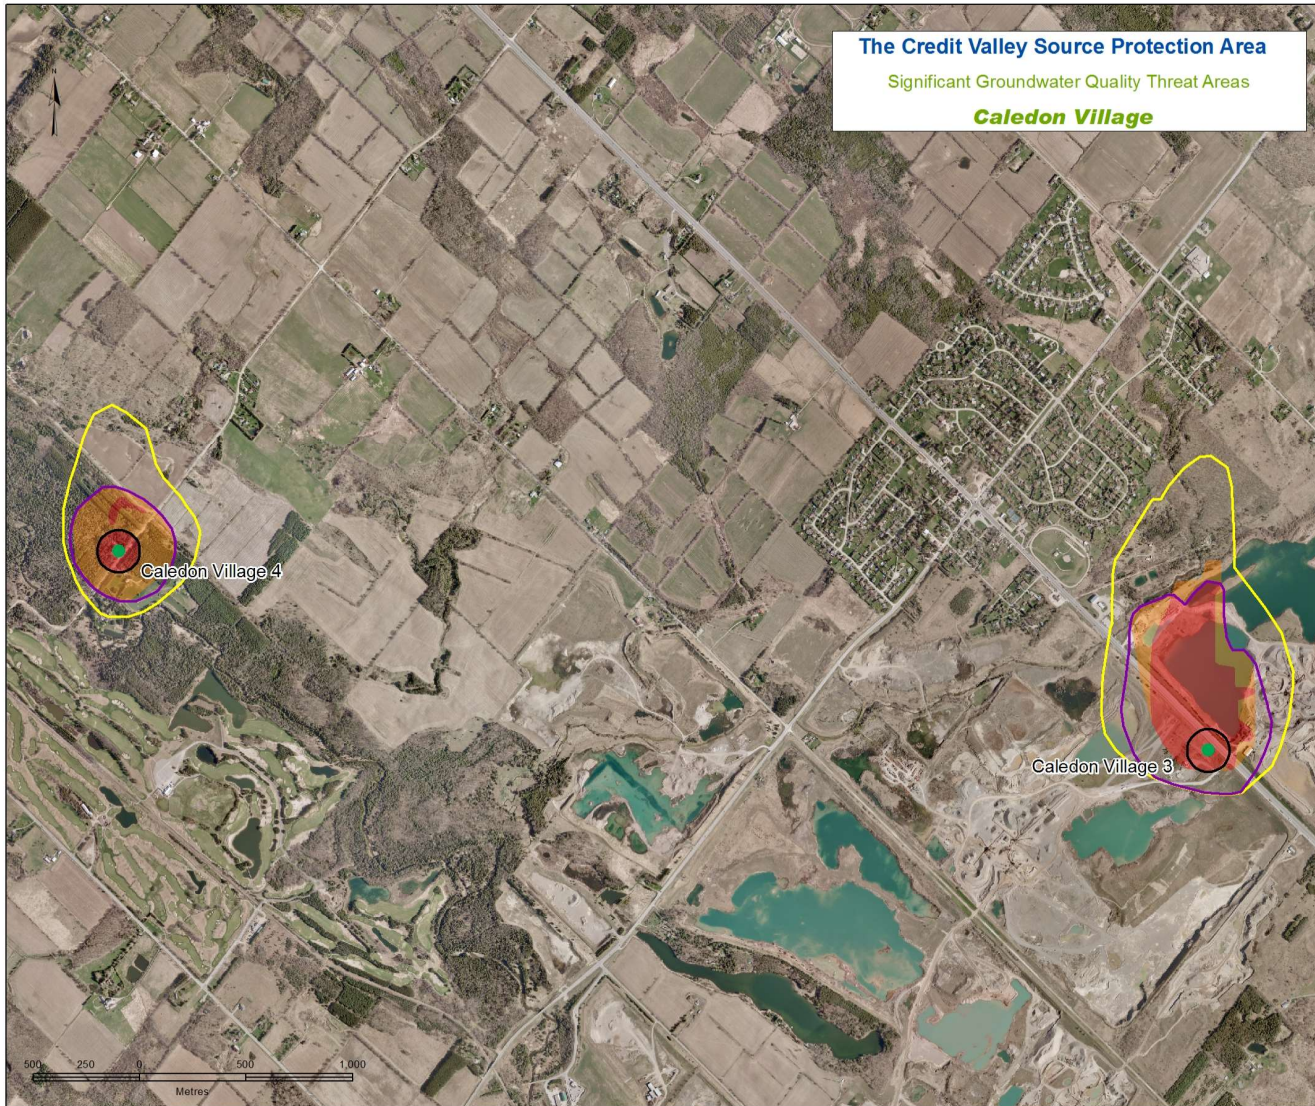 The Credit Valley Source Protection Area
Significant Groundwater Quality Threat Areas
Caledon Village
Caledon Village 4
Caledon Village 3
500 250 0 500 1,000
Metres